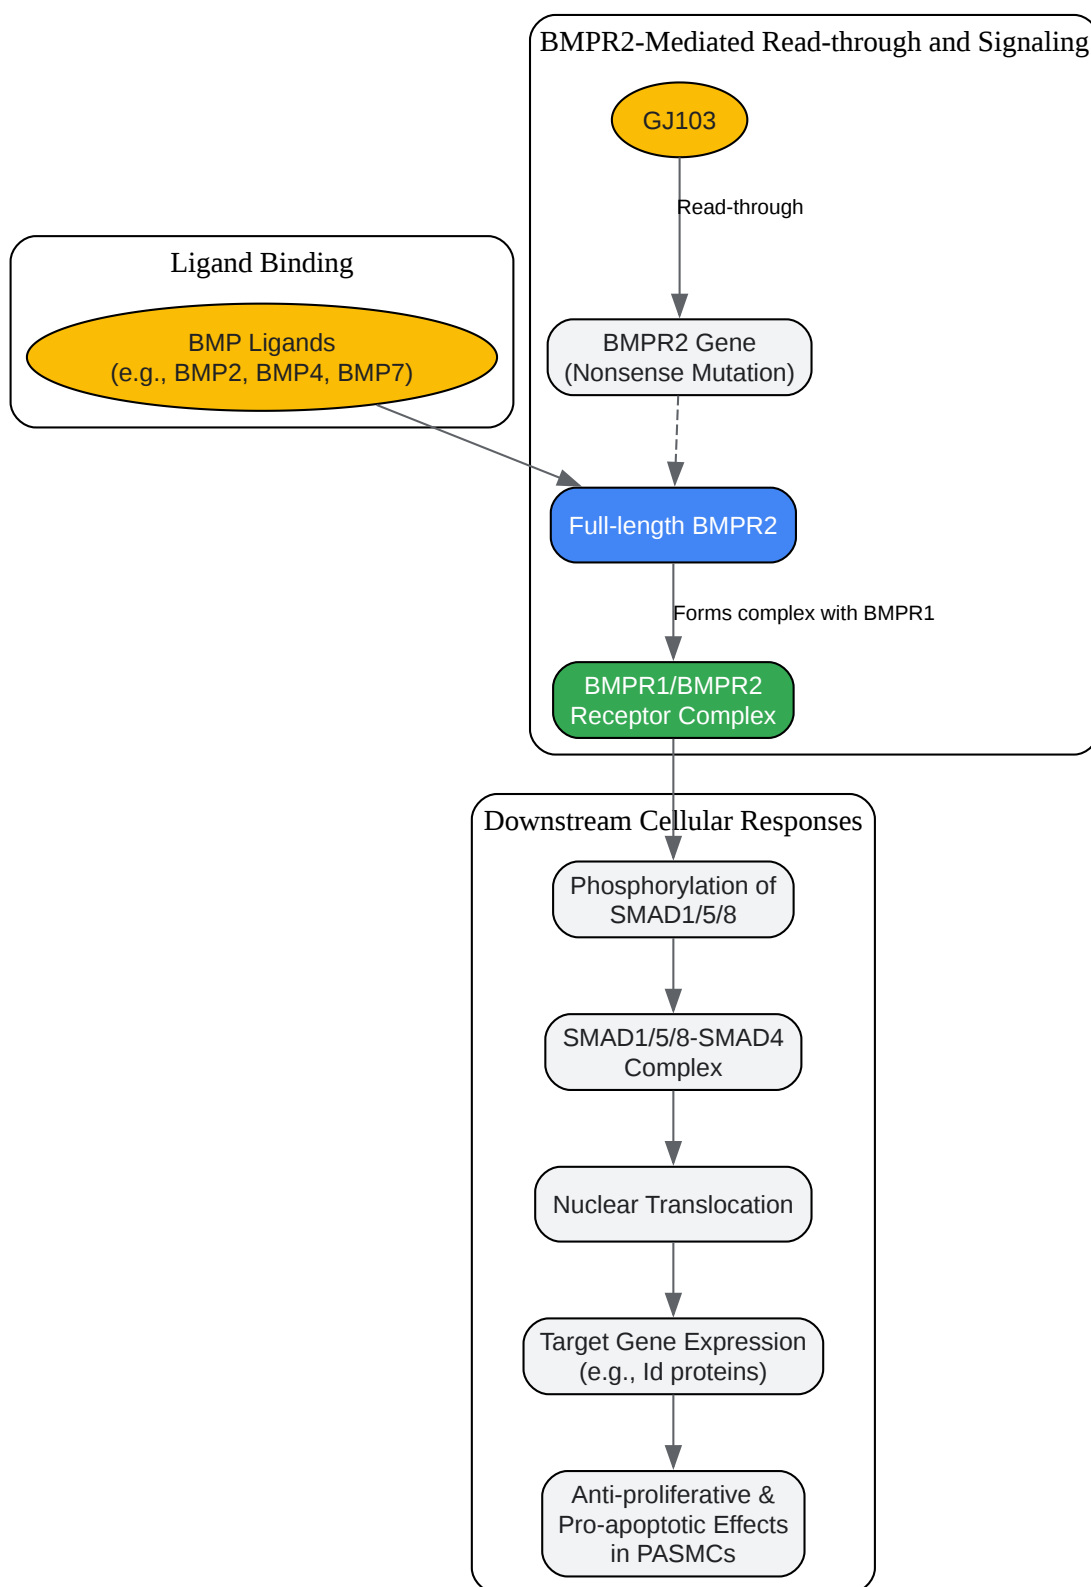 BMPR2-Mediated Read-through and Signaling
GJ103
Read-through
Ligand Binding
BMP Ligands
(e.g., BMP2, BMP4, BMP7)
BMPR2 Gene
(Nonsense Mutation)
Full-length BMPR2
Forms complex with BMPR1
BMPR1/BMPR2
Receptor Complex
Downstream Cellular Responses
Phosphorylation of
SMAD1/5/8
SMAD1/5/8-SMAD4
Complex
Nuclear Translocation
Target Gene Expression
(e.g., Id proteins)
Anti-proliferative &
Pro-apoptotic Effects
in PASMCs